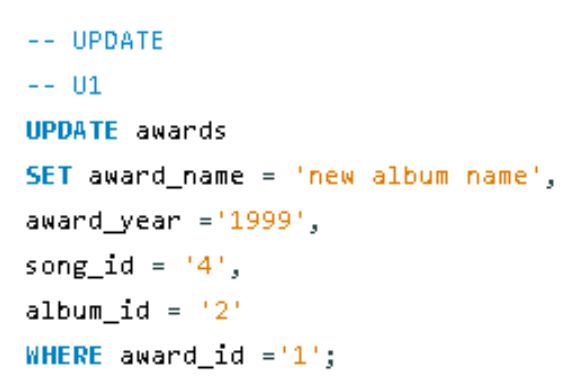 -- UPDATE
-- U1
UPDATE awards
SET award_name = 'new album name',
award_year ='1999',
song_id = '4',
album_id = '2'
WHERE award_id ='1';